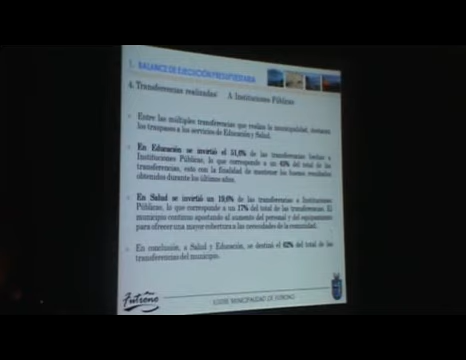 1. BALANCE DE EJECUCIÓN PRESUPUESTARIA
4. Transferencias realizadas A Instituciones Públicas
Entre las múltiples transferencias que realiza la municipalidad, destacan
los traspasos a los servicios de Educación y Salud.
En Educación se invirtió el 51,6% de las transferencias hechas a
Instituciones Públicas, lo que corresponde a un 45% del total de las
transferencias, esto con la finalidad de mantener los buenos resultados
obtenidos durante los últimos años.
En Salud se invirtió un 19,6% de las transferencias a Instituciones
Públicas, lo que corresponde a un 17% del total de las transferencias. El
municipio continuo apostando al aumento del personal y del equipamiento
para ofrecer una mayor cobertura a las necesidades de la comunidad.
En conclusión, a Salud y Educación, se destinó el 62% del total de las
transferencias del municipio.
Futrono
ILUSTRE MUNICIPALIDAD DE FUTRONO